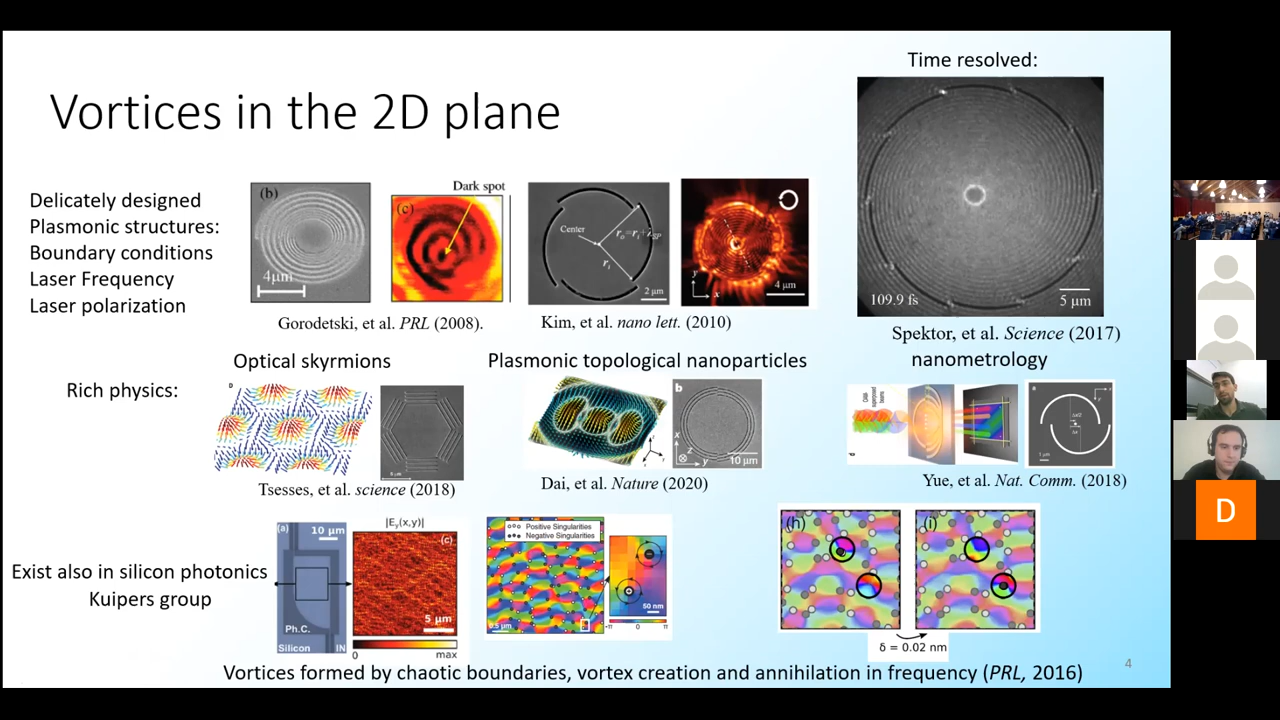 Time resolved:
Vortices in the 2D plane
Delicately designed
Plasmonic structures:
Boundary conditions
Laser Frequency
Laser polarization
(b)
4μm
Dark spot
(c)
Center
2 μm
y
x
4 μm
109.9 fs
5 μm
Gorodetski, et al. PRL (2008).
Kim, et al. nano lett. (2010)
Spektor, et al. Science (2017)
Optical skyrmions
Plasmonic topological nanoparticles
nanometrology
Rich physics:
b
x
z
y
10 μm
Tsesses, et al. science (2018)
Dai, et al. Nature (2020)
Yue, et al. Nat. Comm. (2018)
Exist also in silicon photonics
Kuipers group
(a)
10 μm
Ph.C.
Silicon
IN
|Ey(x,y)|
(c)
5 μm
0
max
Positive Singularities
Negative Singularities
50 nm
-π
0
π
(h)
(i)
δ = 0.02 nm
Vortices formed by chaotic boundaries, vortex creation and annihilation in frequency (PRL, 2016)
4
D